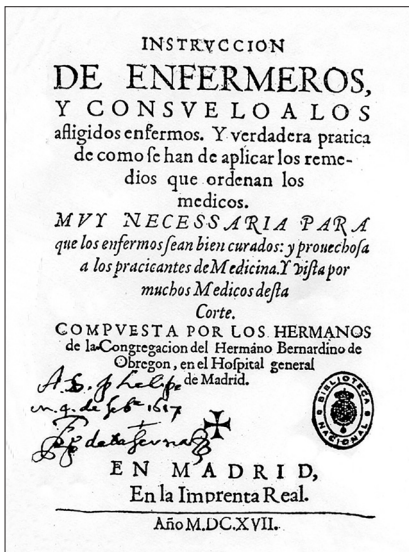 INSTRVCCION
DE ENFERMEROS,
Y CONSVELO A LOS
afligidos enfermos. Y verdadera pratica
de como ſe han de aplicar los reme-
dios que ordenan los
medicos.
MVY NECESSARIA PARA
que los enfermos ſean bien curados: y prouechoſa
a los pracicantes de Medicina. Y viſta por
muchos Medicos deſta
Corte.
COMPVESTA POR LOS HERMANOS
de la Congregacion del Hermano Bernardino de
Obregon, en el Hoſpital general
de Madrid.
1617
BIBLIOTECA NACIONAL
EN MADRID,
En la Imprenta Real.
Año M.DC.XVII.